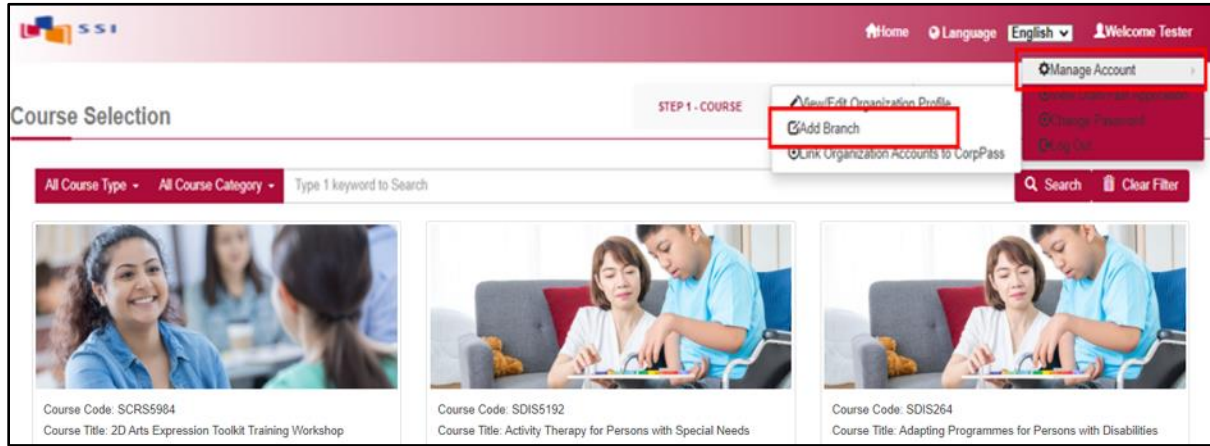 SSI
Home Language English Welcome Tester
Manage Account
View/Edit Organization Profile
Course Selection
STEP 1 - COURSE
Add Branch
Change Password
Link Organization Accounts to CorpPass
Log Out
All Course Type All Course Category Type 1 keyword to Search Search Clear Filter
Course Code: SCRS5984
Course Title: 2D Arts Expression Toolkit Training Workshop
Course Code: SDIS5192
Course Title: Activity Therapy for Persons with Special Needs
Course Code: SDIS264
Course Title: Adapting Programmes for Persons with Disabilities